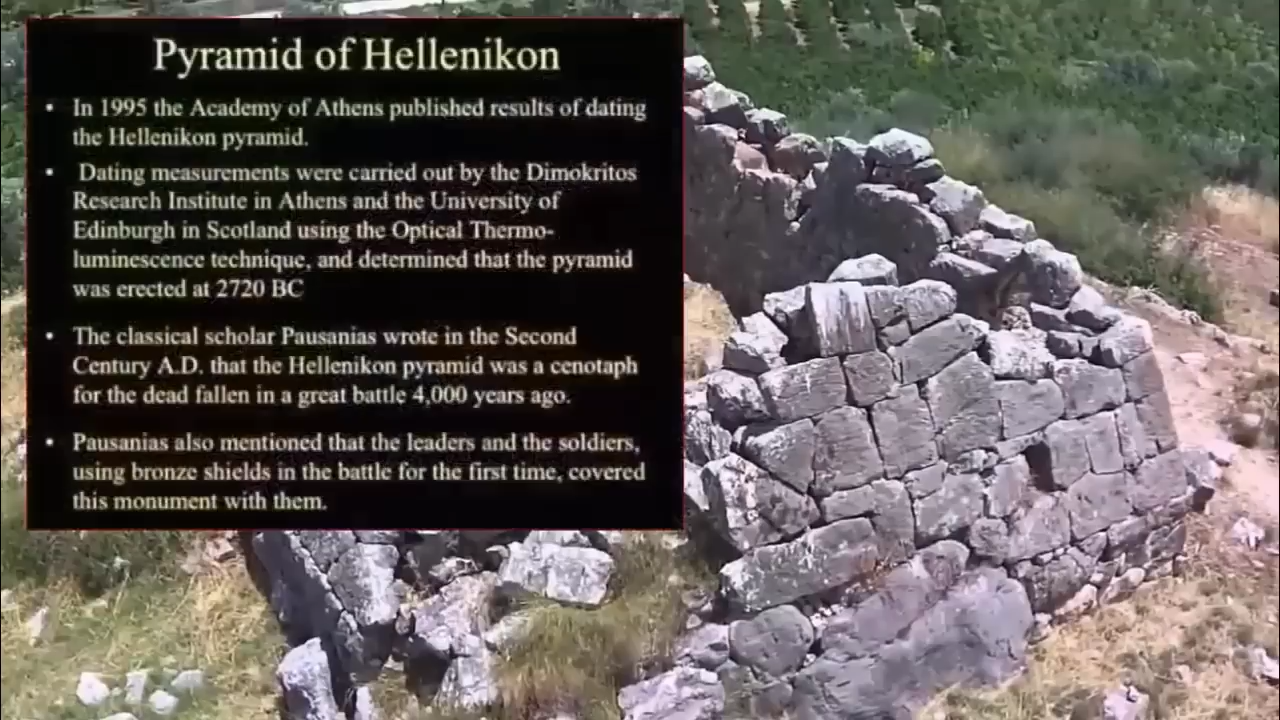 Pyramid of Hellenikon
• In 1995 the Academy of Athens published results of dating
the Hellenikon pyramid.
• Dating measurements were carried out by the Dimokritos
Research Institute in Athens and the University of
Edinburgh in Scotland using the Optical Thermo-
luminescence technique, and determined that the pyramid
was erected at 2720 BC
• The classical scholar Pausanias wrote in the Second
Century A.D. that the Hellenikon pyramid was a cenotaph
for the dead fallen in a great battle 4,000 years ago.
• Pausanias also mentioned that the leaders and the soldiers,
using bronze shields in the battle for the first time, covered
this monument with them.